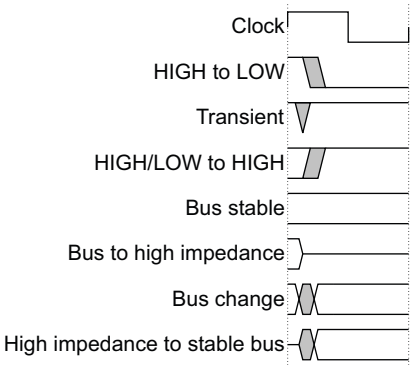 Clock
HIGH to LOW
Transient
HIGH/LOW to HIGH
Bus stable
Bus to high impedance
Bus change
High impedance to stable bus